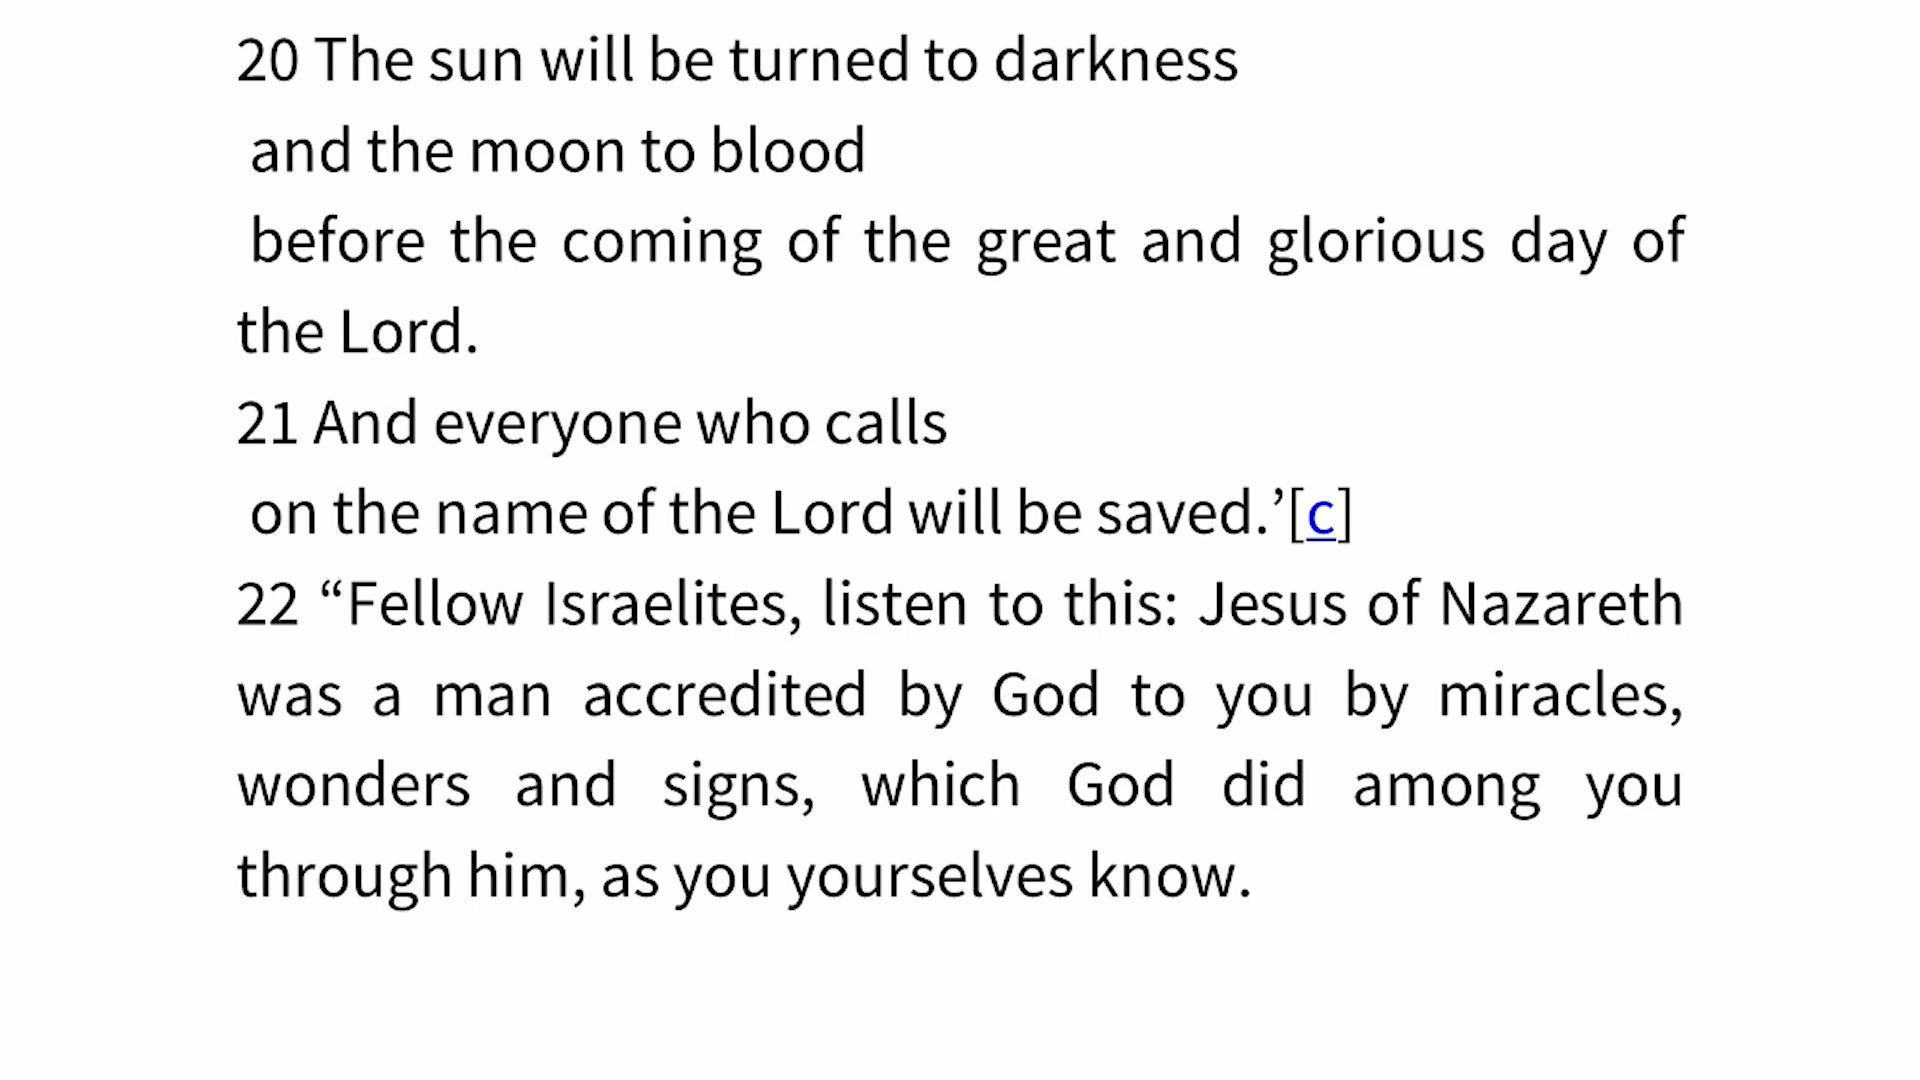 20 The sun will be turned to darkness
and the moon to blood
before the coming of the great and glorious day of
the Lord.
21 And everyone who calls
on the name of the Lord will be saved.’[c]
22 “Fellow Israelites, listen to this: Jesus of Nazareth
was a man accredited by God to you by miracles,
wonders and signs, which God did among you
through him, as you yourselves know.